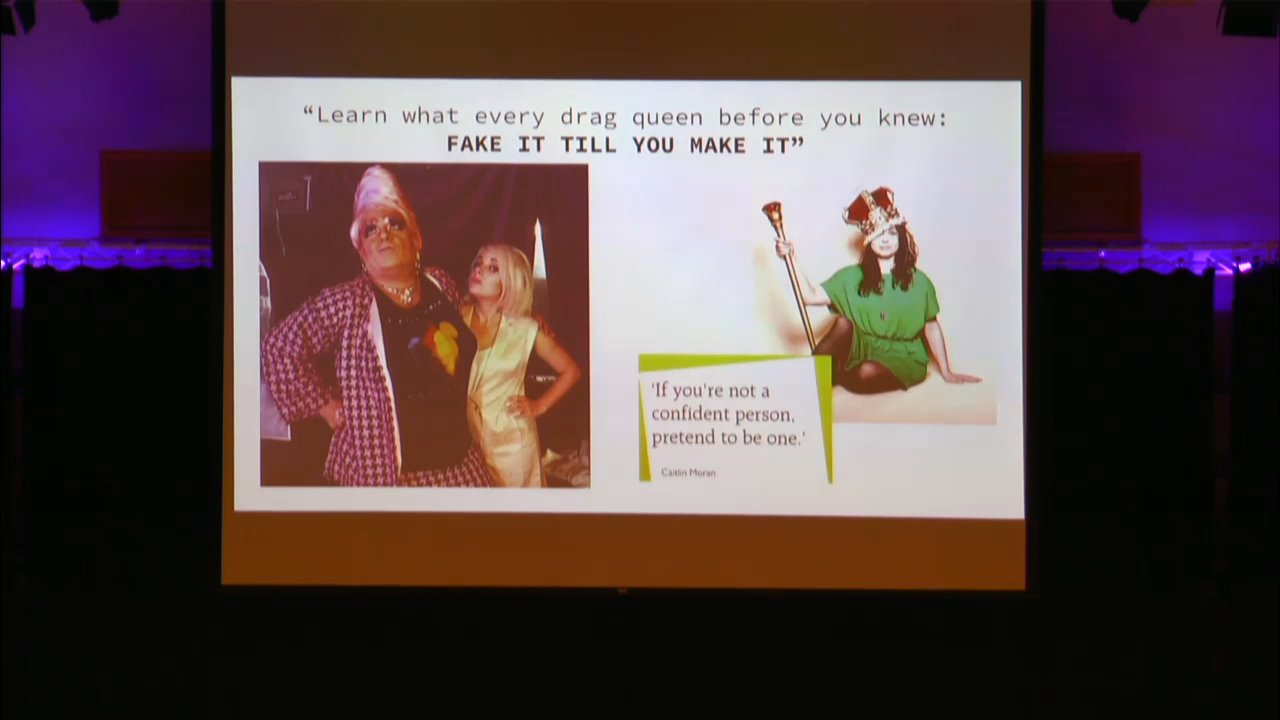 “Learn what every drag queen before you knew:
FAKE IT TILL YOU MAKE IT”
'If you're not a
confident person,
pretend to be one.'
Caitlin Moran